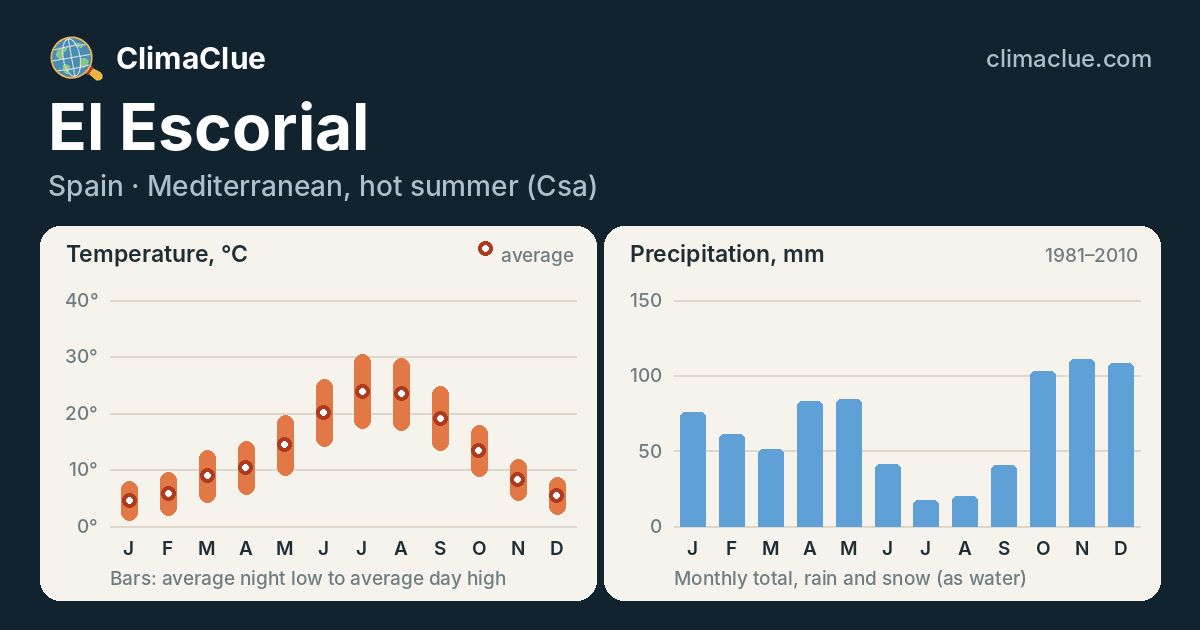 ClimaClue
climaclue.com
El Escorial
Spain · Mediterranean, hot summer (Csa)
Temperature, °C
average
40°
30°
20°
10°
0°
J F M A M J J A S O N D
Bars: average night low to average day high
Precipitation, mm
1981–2010
150
100
50
0
J F M A M J J A S O N D
Monthly total, rain and snow (as water)